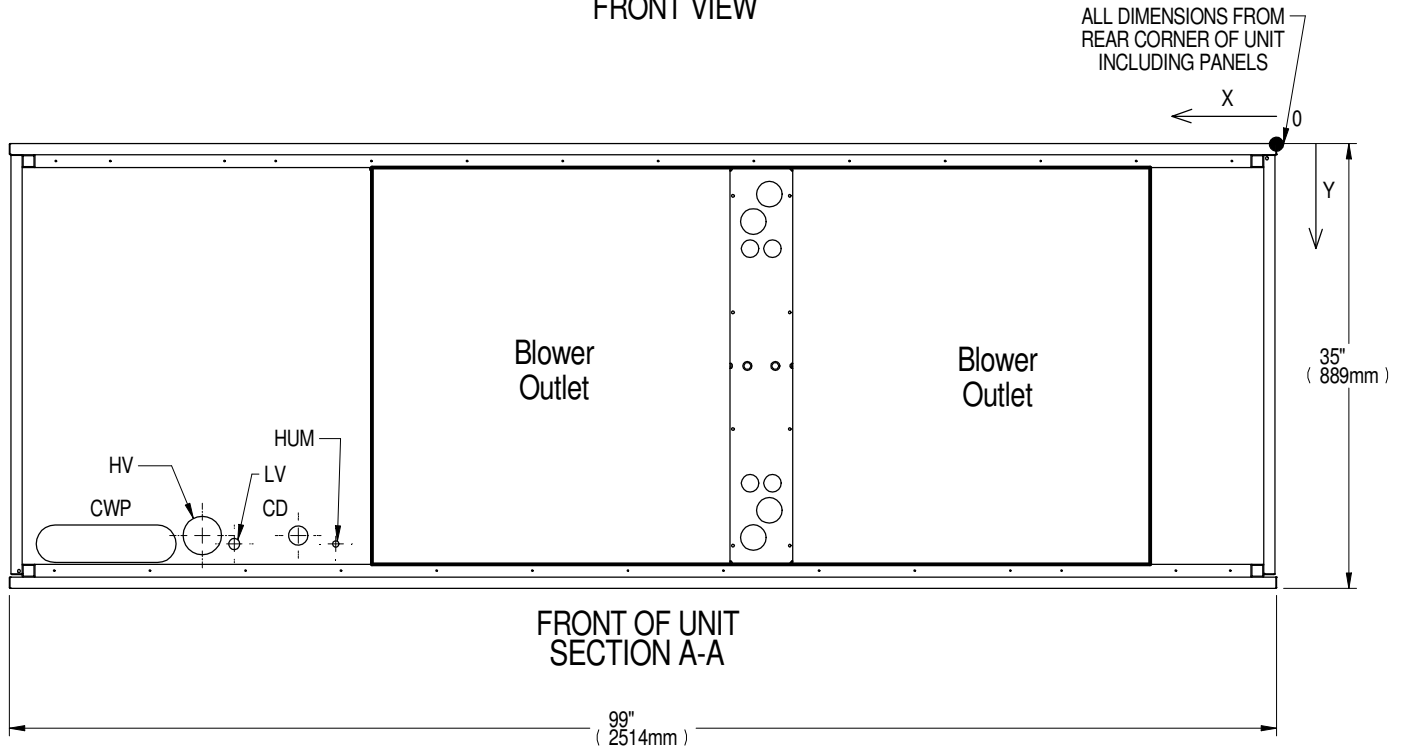 FRONT VIEW
ALL DIMENSIONS FROM
REAR CORNER OF UNIT
INCLUDING PANELS
X
0
Y
Blower
Outlet
Blower
Outlet
35"
( 889mm )
HUM
HV
LV
CWP
CD
FRONT OF UNIT
SECTION A-A
99"
( 2514mm )